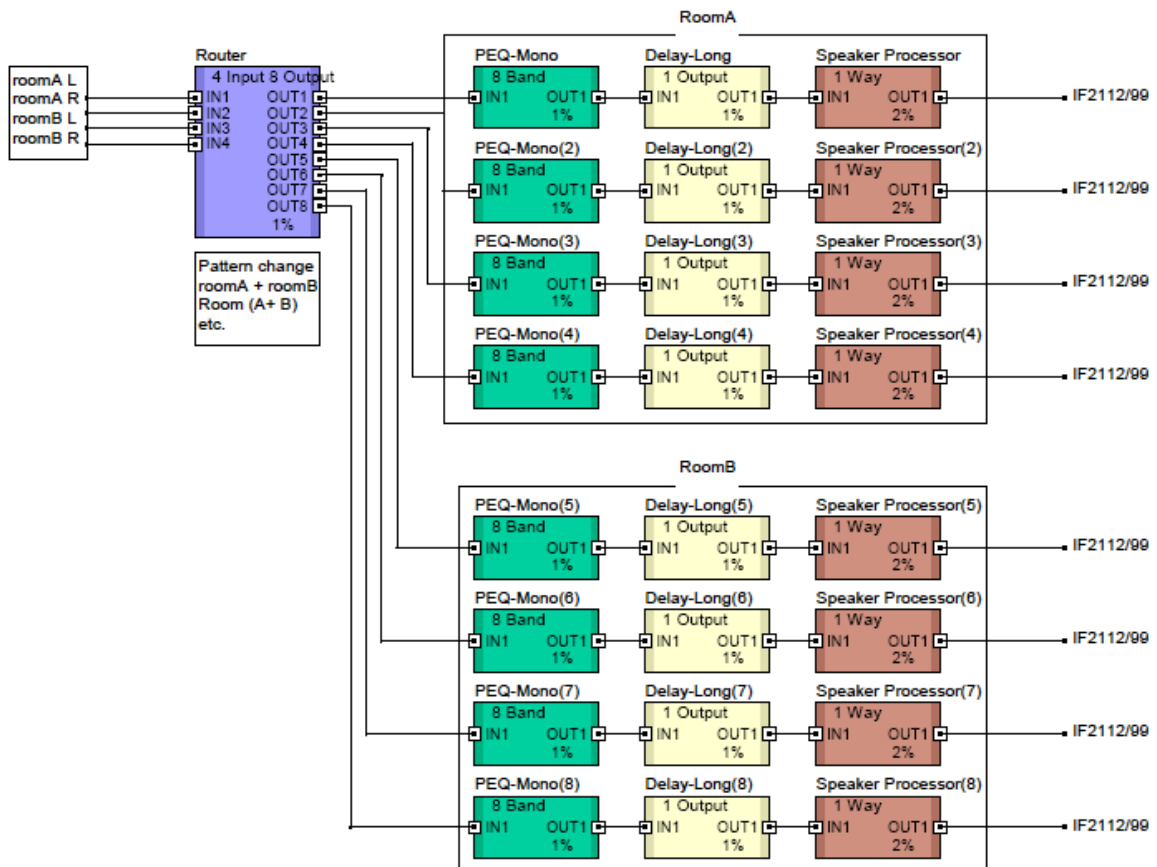 RoomA
Router
PEQ-Mono
Delay-Long
Speaker Processor
roomA L
roomA R
roomB L
roomB R
4 Input 8 Output
IN1 OUT1
IN2 OUT2
IN3 OUT3
IN4 OUT4
OUT5
OUT6
OUT7
OUT8
1%
8 Band
IN1 OUT1
1%
1 Output
IN1 OUT1
1%
1 Way
IN1 OUT1
2%
IF2112/99
PEQ-Mono(2)
Delay-Long(2)
Speaker Processor(2)
8 Band
IN1 OUT1
1%
1 Output
IN1 OUT1
1%
1 Way
IN1 OUT1
2%
IF2112/99
Pattern change
roomA + roomB
Room (A+ B)
etc.
PEQ-Mono(3)
Delay-Long(3)
Speaker Processor(3)
8 Band
IN1 OUT1
1%
1 Output
IN1 OUT1
1%
1 Way
IN1 OUT1
2%
IF2112/99
PEQ-Mono(4)
Delay-Long(4)
Speaker Processor(4)
8 Band
IN1 OUT1
1%
1 Output
IN1 OUT1
1%
1 Way
IN1 OUT1
2%
IF2112/99
RoomB
PEQ-Mono(5)
Delay-Long(5)
Speaker Processor(5)
8 Band
IN1 OUT1
1%
1 Output
IN1 OUT1
1%
1 Way
IN1 OUT1
2%
IF2112/99
PEQ-Mono(6)
Delay-Long(6)
Speaker Processor(6)
8 Band
IN1 OUT1
1%
1 Output
IN1 OUT1
1%
1 Way
IN1 OUT1
2%
IF2112/99
PEQ-Mono(7)
Delay-Long(7)
Speaker Processor(7)
8 Band
IN1 OUT1
1%
1 Output
IN1 OUT1
1%
1 Way
IN1 OUT1
2%
IF2112/99
PEQ-Mono(8)
Delay-Long(8)
Speaker Processor(8)
8 Band
IN1 OUT1
1%
1 Output
IN1 OUT1
1%
1 Way
IN1 OUT1
2%
IF2112/99